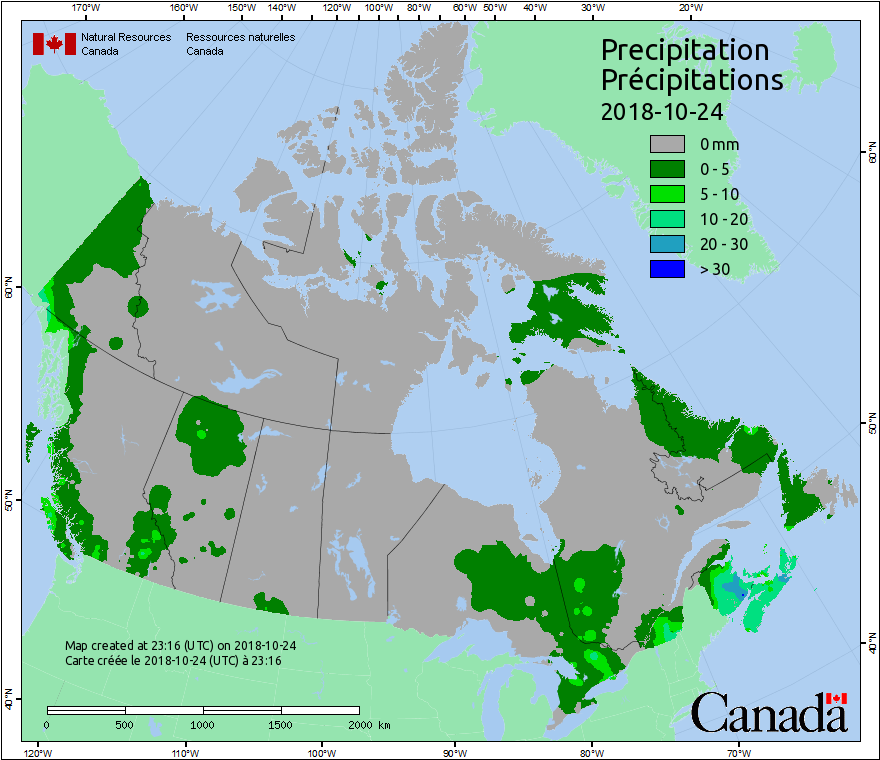 170°W 160°W 150°W 140°W 120°W 100°W 80°W 60°W 50°W 40°W 30°W 20°W
Natural Resources Ressources naturelles
Canada Canada
Precipitation
Précipitations
2018-10-24
0 mm
0 - 5
5 - 10
10 - 20
20 - 30
> 30
60°N
60°N
50°N
50°N
40°N
40°N
Map created at 23:16 (UTC) on 2018-10-24
Carte créée le 2018-10-24 (UTC) à 23:16
0 500 1000 1500 2000 km
Canada
120°W 110°W 100°W 90°W 80°W 70°W